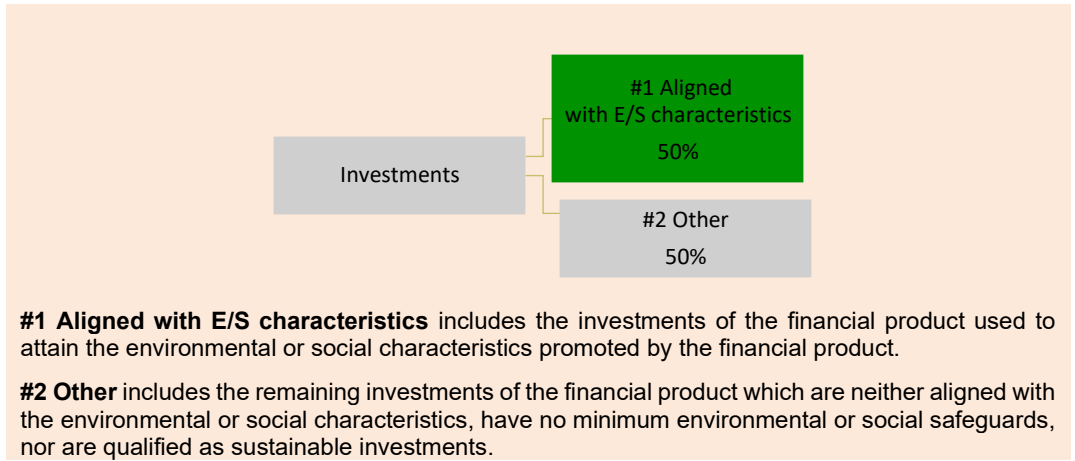 #1 Aligned
with E/S characteristics
50%
Investments
#2 Other
50%
#1 Aligned with E/S characteristics includes the investments of the financial product used to
attain the environmental or social characteristics promoted by the financial product.
#2 Other includes the remaining investments of the financial product which are neither aligned with
the environmental or social characteristics, have no minimum environmental or social safeguards,
nor are qualified as sustainable investments.